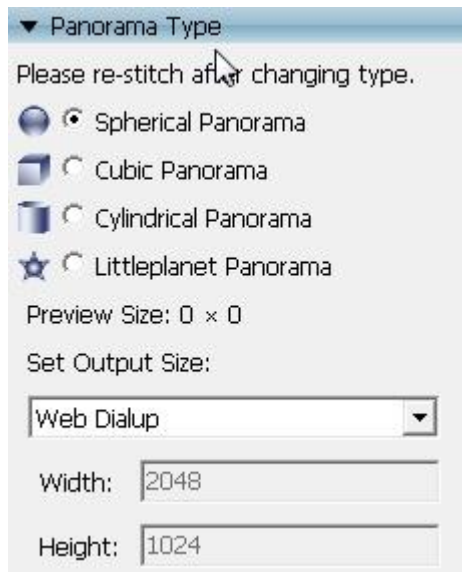 Panorama Type
Please re-stitch after changing type.
Spherical Panorama
Cubic Panorama
Cylindrical Panorama
Littleplanet Panorama
Preview Size: 0 × 0
Set Output Size:
Web Dialup
Width: 2048
Height: 1024